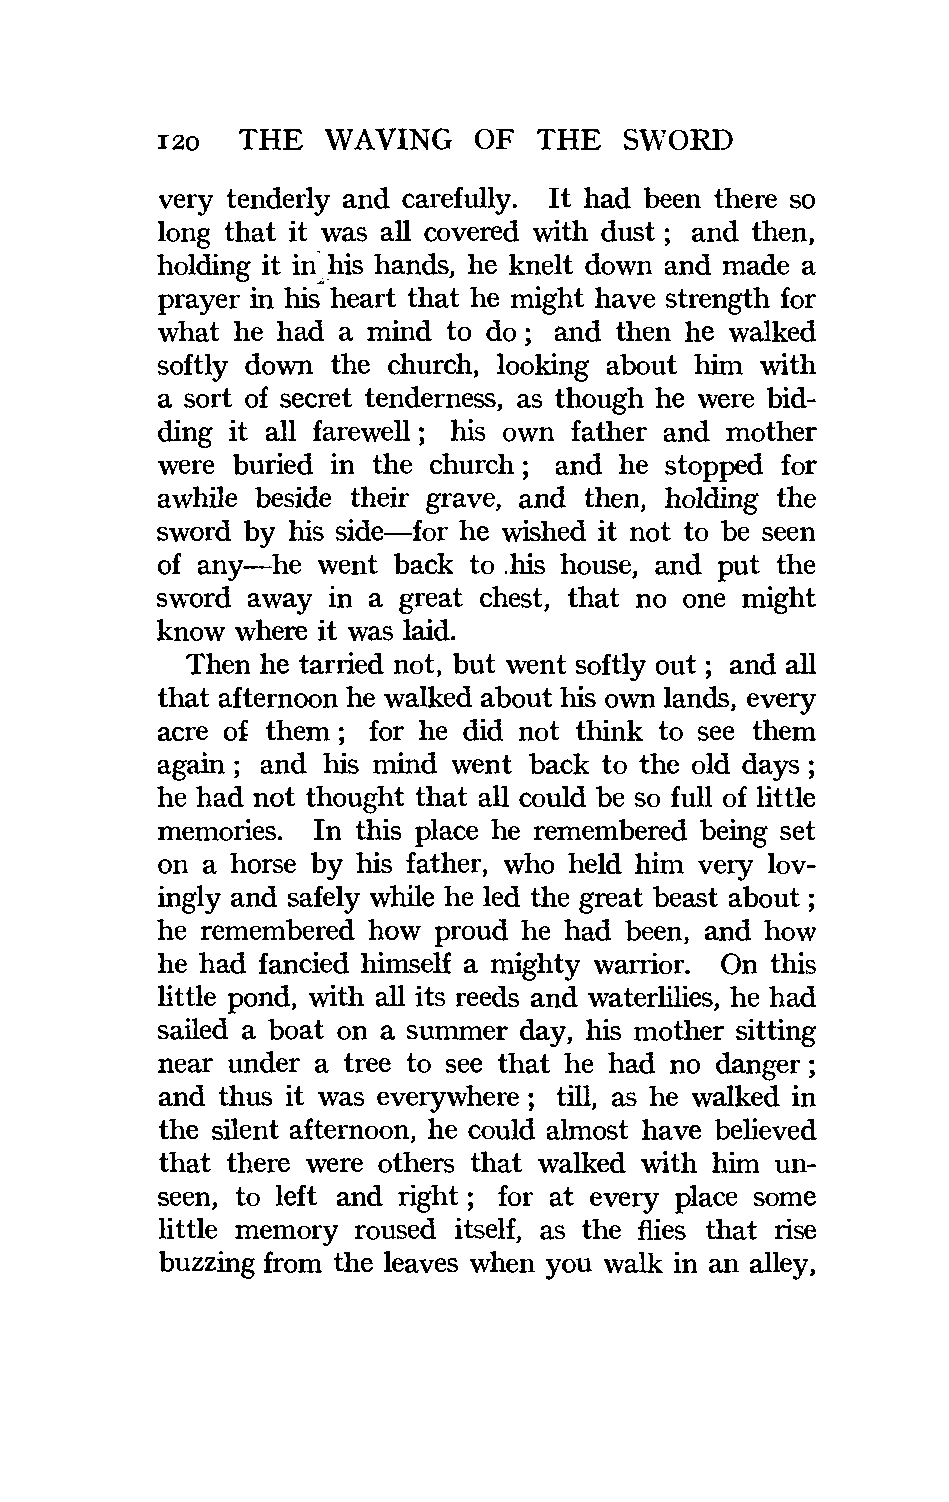 120 THE WAVING OF THE SWORD
very tenderly and carefully. It had been there so
long that it was all covered with dust ; and then,
holding it in his hands, he knelt down and made a
prayer in his heart that he might have strength for
what he had a mind to do ; and then he walked
softly down the church, looking about him with
a sort of secret tenderness, as though he were bid-
ding it all farewell ; his own father and mother
were buried in the church ; and he stopped for
awhile beside their grave, and then, holding the
sword by his side—for he wished it not to be seen
of any—he went back to his house, and put the
sword away in a great chest, that no one might
know where it was laid.
Then he tarried not, but went softly out ; and all
that afternoon he walked about his own lands, every
acre of them ; for he did not think to see them
again ; and his mind went back to the old days ;
he had not thought that all could be so full of little
memories. In this place he remembered being set
on a horse by his father, who held him very lov-
ingly and safely while he led the great beast about ;
he remembered how proud he had been, and how
he had fancied himself a mighty warrior. On this
little pond, with all its reeds and waterlilies, he had
sailed a boat on a summer day, his mother sitting
near under a tree to see that he had no danger ;
and thus it was everywhere ; till, as he walked in
the silent afternoon, he could almost have believed
that there were others that walked with him un-
seen, to left and right ; for at every place some
little memory roused itself, as the flies that rise
buzzing from the leaves when you walk in an alley,